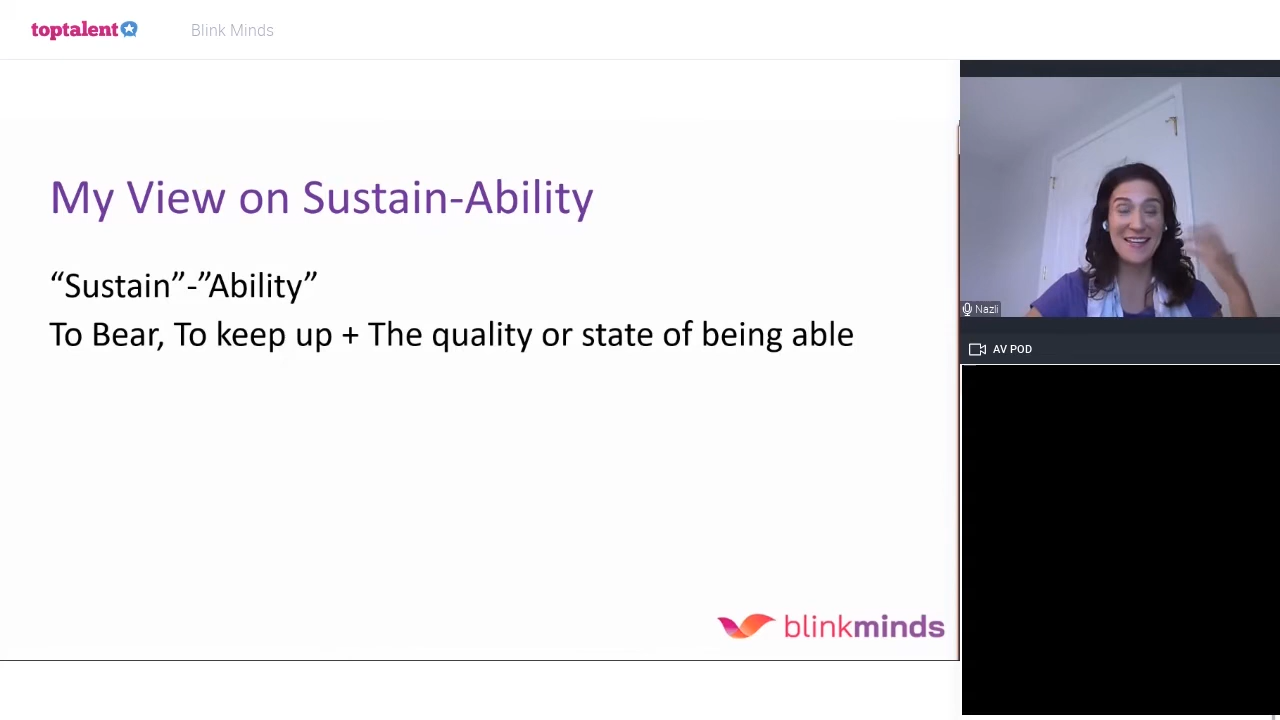 toptalent
Blink Minds
My View on Sustain-Ability
“Sustain”-”Ability”
To Bear, To keep up + The quality or state of being able
blinkminds
Nazli
AV POD